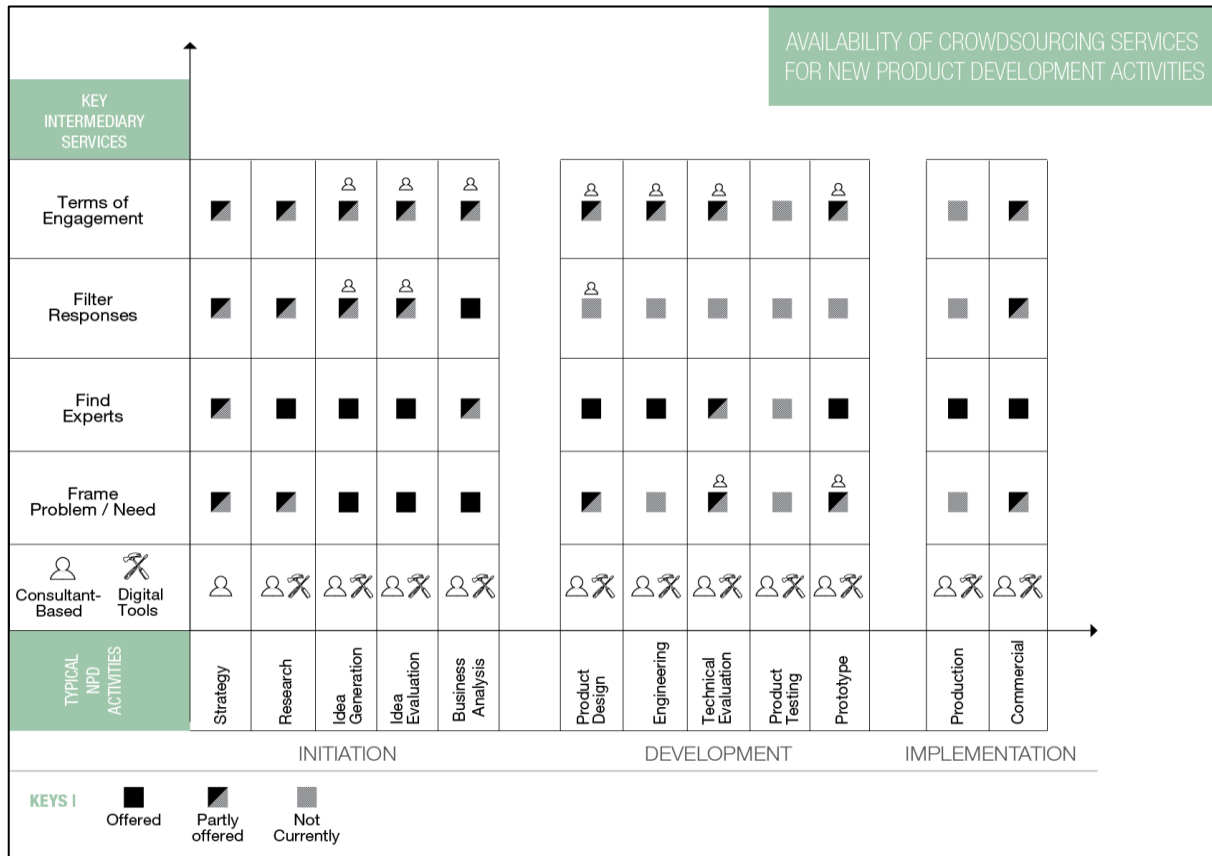 AVAILABILITY OF CROWDSOURCING SERVICES
FOR NEW PRODUCT DEVELOPMENT ACTIVITIES
KEY
INTERMEDIARY
SERVICES
Terms of
Engagement
Filter
Responses
Find
Experts
Frame
Problem / Need
Consultant-
Based
Digital
Tools
TYPICAL
NPD
ACTIVITIES
Strategy
Research
Idea
Generation
Idea
Evaluation
Business
Analysis
Product
Design
Engineering
Technical
Evaluation
Product
Testing
Prototype
Production
Commercial
INITIATION
DEVELOPMENT
IMPLEMENTATION
KEYS I
Offered
Partly
offered
Not
Currently